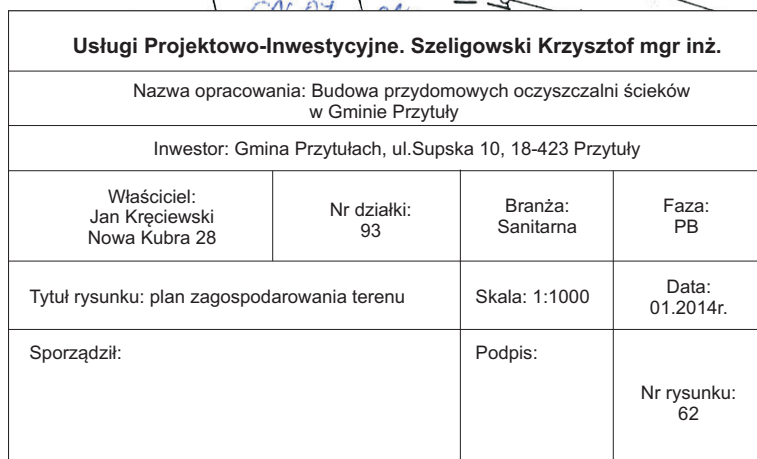 Usługi Projektowo-Inwestycyjne. Szeligowski Krzysztof mgr inż.
Nazwa opracowania: Budowa przydomowych oczyszczalni ścieków
w Gminie Przytuły
Inwestor: Gmina Przytułach, ul.Supska 10, 18-423 Przytuły
Właściciel:
Jan Kręciewski
Nowa Kubra 28
Nr działki:
93
Branża:
Sanitarna
Faza:
PB
Tytuł rysunku: plan zagospodarowania terenu
Skala: 1:1000
Data:
01.2014r.
Sporządził:
Podpis:
Nr rysunku:
62